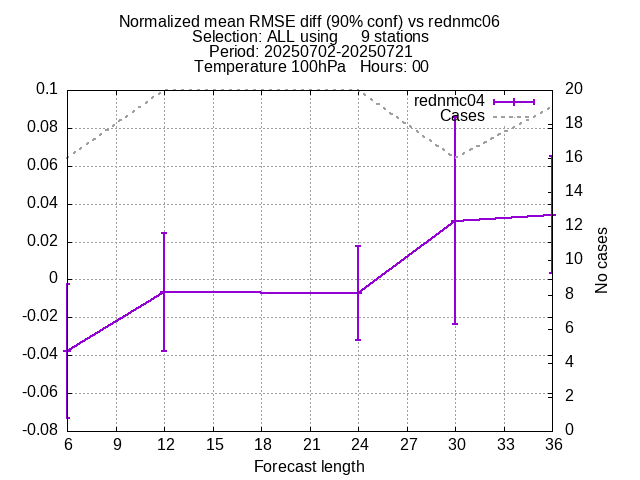 Normalized mean RMSE diff (90% conf) vs rednmc06
Selection: ALL using     9 stations
Period: 20250702-20250721
Temperature 100hPa   Hours: 00
rednmc04
Cases
0.1
0.08
0.06
0.04
0.02
0
-0.02
-0.04
-0.06
-0.08
20
18
16
14
12
10
8
6
4
2
0
No cases
6 9 12 15 18 21 24 27 30 33 36
Forecast length